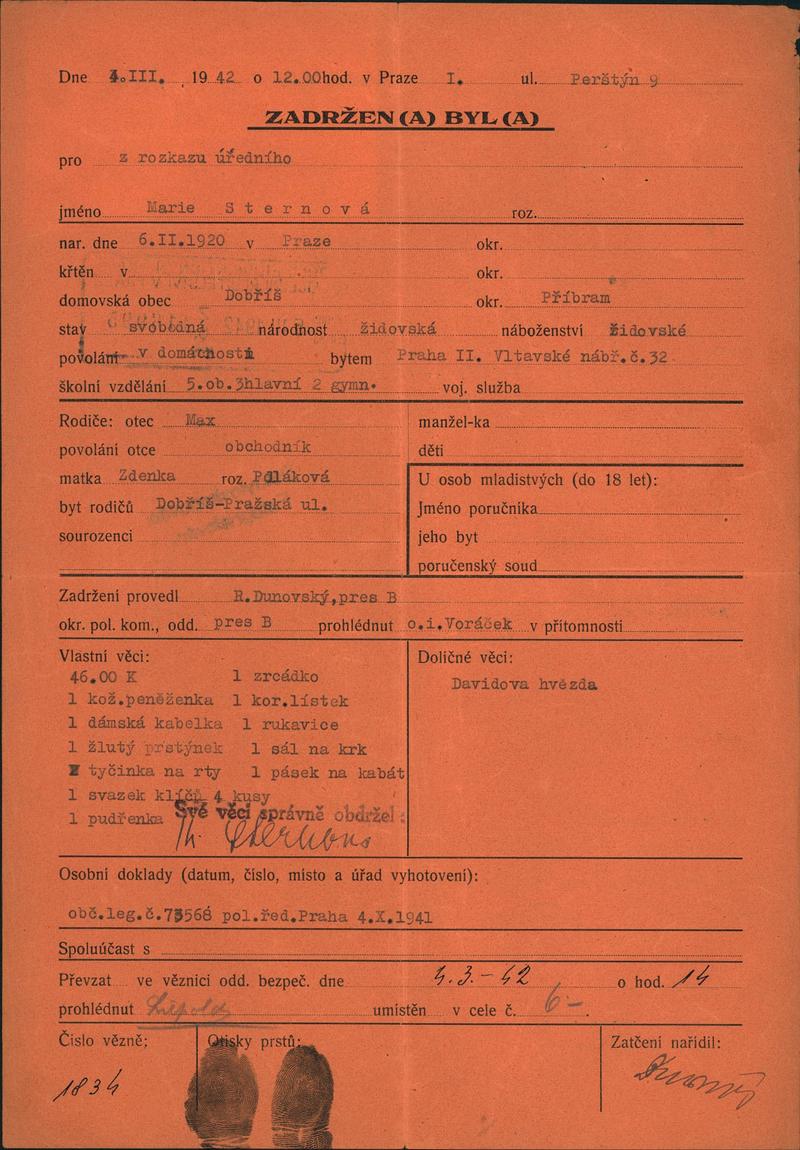 Dne 4.III. 1942 o 12.00hod. v Praze I. ul. Perštýn 9
ZADRŽEN(A) BYL(A)
pro z rozkazu úředního
jméno Marie Sternová roz.
nar. dne 6.II.1920 v Praze okr.
křtěn v okr.
domovská obec Dobříš okr. Příbram
stav svobodná národnost židovská náboženství židovské
povolání v domácnosti bytem Praha II. Vltavské nábř.č.32
školní vzdělání 5.ob.3hlavní 2 gymn. voj. služba
Rodiče: otec Max manžel-ka
povolání otce obchodník děti
matka Zdenka roz. U osob mladistvých (do 18 let):
byt rodičů Dobříš-Pražská ul. Jméno poručníka
sourozenci jeho byt
poručenský soud
Zadržení provedl R.Dunovský,pres B
okr. pol. kom., odd. pres B prohlédnut o.i.Voráček v přítomnosti
Vlastní věci: Doličné věci:
46.00 K 1 zrcádko Davidova hvězda
1 kož.peněženka 1 kor.lístek
1 dámská kabelka 1 rukavice
1 žlutý prstýnek 1 sál na krk
tyčinka na rty 1 pásek na kabát
1 svazek klíčů 4 kusy
1 pudřenka Své věci správně obdržel:
Osobní doklady (datum, číslo, místo a úřad vyhotovení):
obč.leg.č.73568 pol.řed.Praha 4.X.1941
Spoluúčast s
Převzat ve věznici odd. bezpeč. dne 4.3.-42 o hod. 14
prohlédnut umístěn v cele č. 6-.
Číslo vězně: Otisky prstů: Zatčení nařídil:
1834